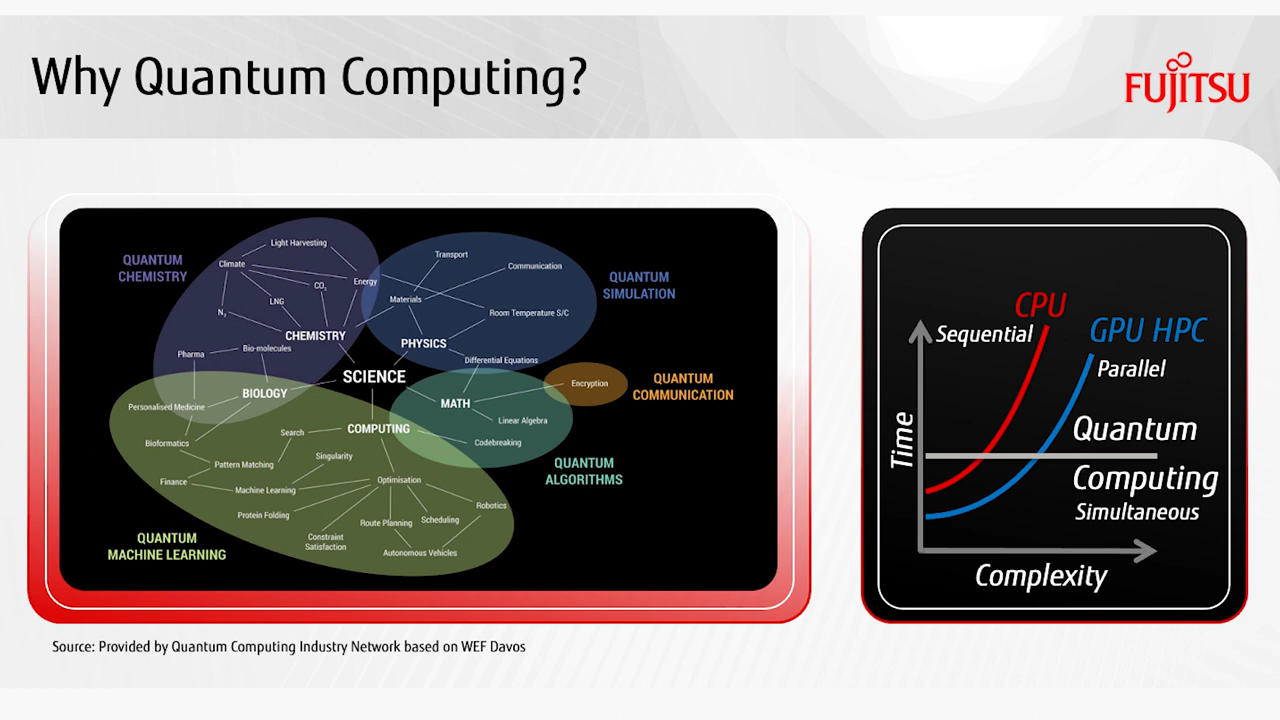 Why Quantum Computing?
FUJITSU
QUANTUM
CHEMISTRY
Light Harvesting
Climate
CO2
Energy
LNG
N2
CHEMISTRY
Pharma
Bio-molecules
BIOLOGY
Transport
Communication
Materials
Room Temperature S/C
PHYSICS
Differential Equations
QUANTUM
SIMULATION
SCIENCE
Encryption
QUANTUM
COMMUNICATION
MATH
Linear Algebra
Codebreaking
QUANTUM
ALGORITHMS
Personalised Medicine
COMPUTING
Bioformatics
Search
Pattern Matching
Singularity
Finance
Machine Learning
Optimisation
Protein Folding
Robotics
Route Planning
Scheduling
Constraint
Satisfaction
Autonomous Vehicles
QUANTUM
MACHINE LEARNING
CPU
Sequential
GPU HPC
Parallel
Time
Quantum
Computing
Simultaneous
Complexity
Source: Provided by Quantum Computing Industry Network based on WEF Davos